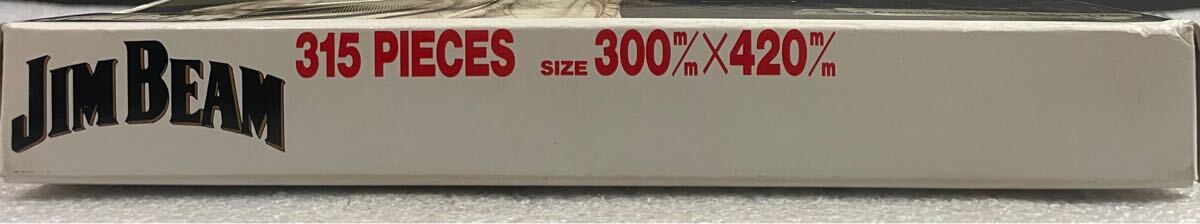 JIM BEAM
315 PIECES SIZE 300m/m×420m/m